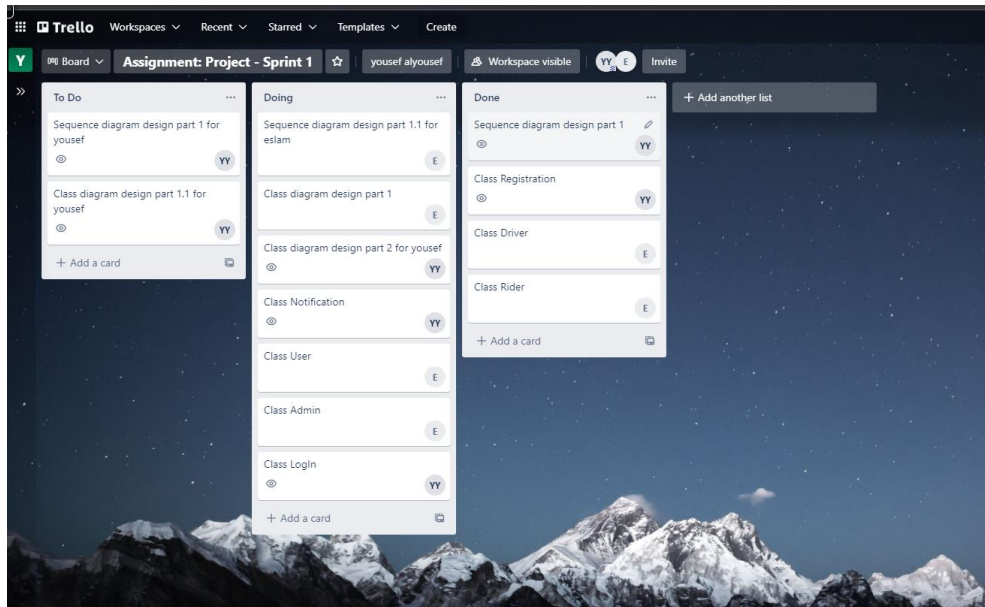 Trello Workspaces Recent Starred Templates Create
Y Board Assignment: Project - Sprint 1 yousef alyousef Workspace visible YY E Invite
To Do
Sequence diagram design part 1 for
yousef
YY
Class diagram design part 1.1 for
yousef
YY
+ Add a card
Doing
Sequence diagram design part 1.1 for
eslam
E
Class diagram design part 1
E
Class diagram design part 2 for yousef
YY
Class Notification
YY
Class User
E
Class Admin
E
Class LogIn
YY
+ Add a card
Done
Sequence diagram design part 1
YY
Class Registration
YY
Class Driver
E
Class Rider
E
+ Add a card
+ Add another list